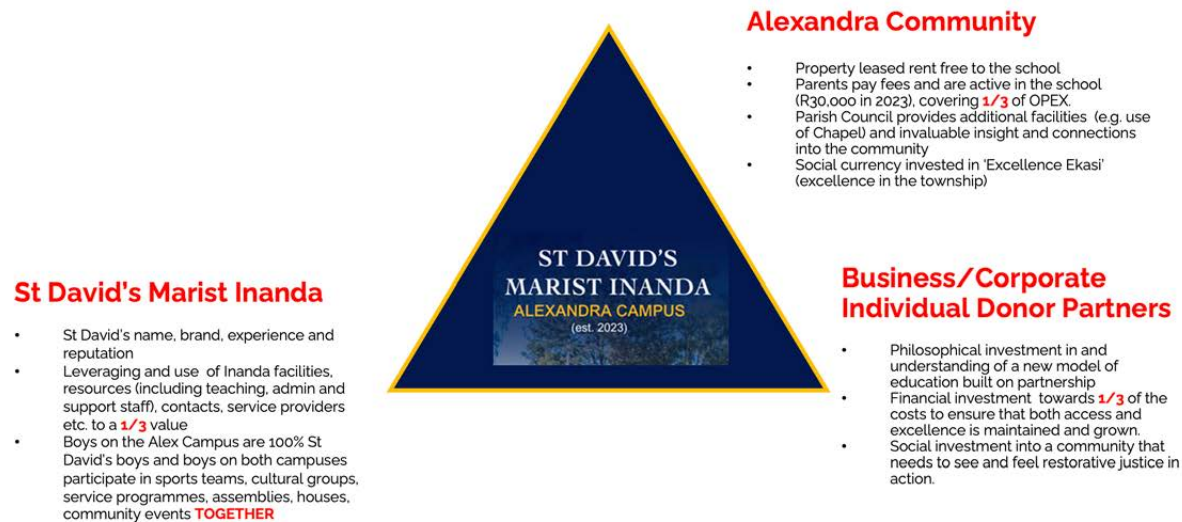 Alexandra Community
• Property leased rent free to the school
• Parents pay fees and are active in the school
(R30,000 in 2023), covering 1/3 of OPEX.
• Parish Council provides additional facilities (e.g. use
of Chapel) and invaluable insight and connections
into the community
• Social currency invested in 'Excellence Ekasi'
(excellence in the township)
ST DAVID'S
MARIST INANDA
ALEXANDRA CAMPUS
(est. 2023)
St David's Marist Inanda
• St David's name, brand, experience and
reputation
• Leveraging and use of Inanda facilities,
resources (including teaching, admin and
support staff), contacts, service providers
etc. to a 1/3 value
• Boys on the Alex Campus are 100% St
David's boys and boys on both campuses
participate in sports teams, cultural groups,
service programmes, assemblies, houses,
community events TOGETHER
Business/Corporate
Individual Donor Partners
• Philosophical investment in and
understanding of a new model of
education built on partnership
• Financial investment towards 1/3 of the
costs to ensure that both access and
excellence is maintained and grown.
• Social investment into a community that
needs to see and feel restorative justice in
action.